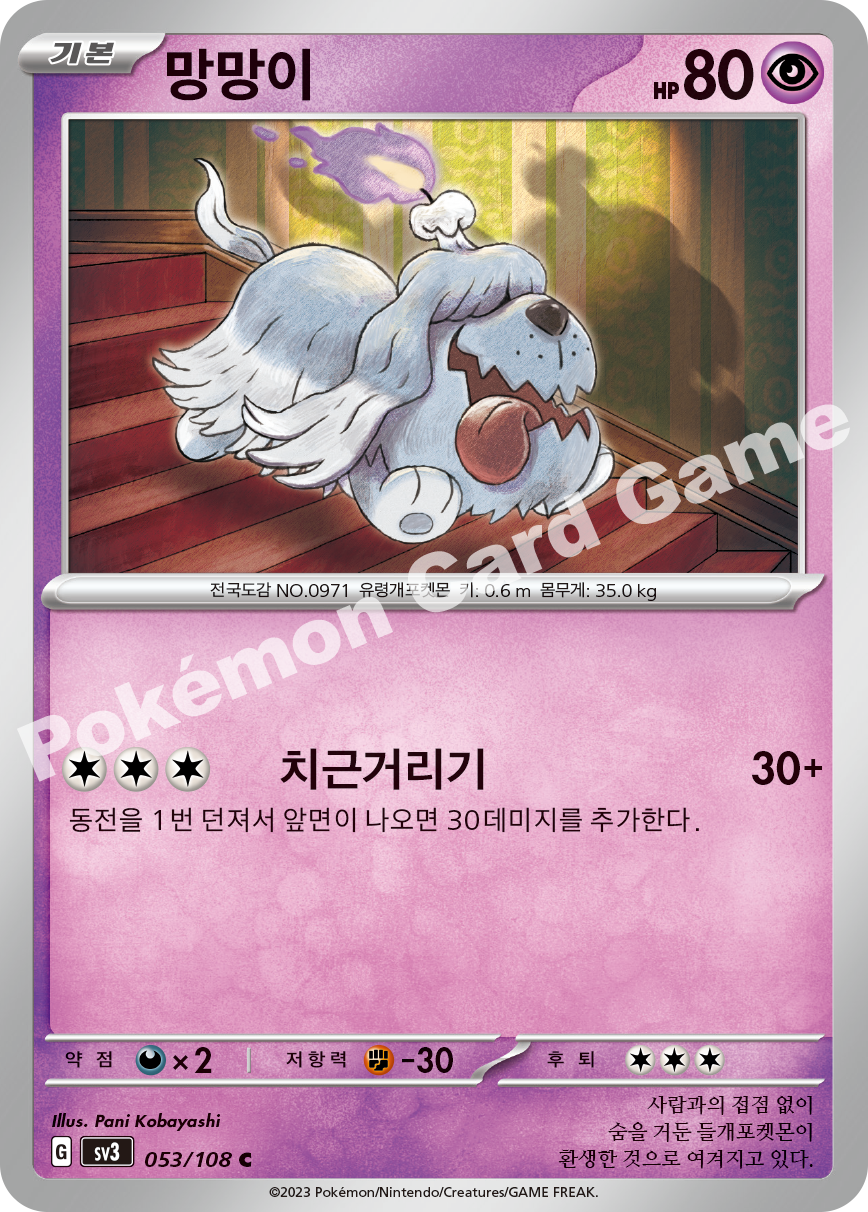 기본
망망이
HP 80
전국도감 NO.0971 유령개포켓몬 키: 0.6 m 몸무게: 35.0 kg
Pokémon Card Game
치근거리기 30+
동전을 1번 던져서 앞면이 나오면 30데미지를 추가한다.
약점 ×2 저항력 -30 후퇴
Illus. Pani Kobayashi
G sv3 053/108 C
사람과의 접점 없이
숨을 거둔 들개포켓몬이
환생한 것으로 여겨지고 있다.
©2023 Pokémon/Nintendo/Creatures/GAME FREAK.